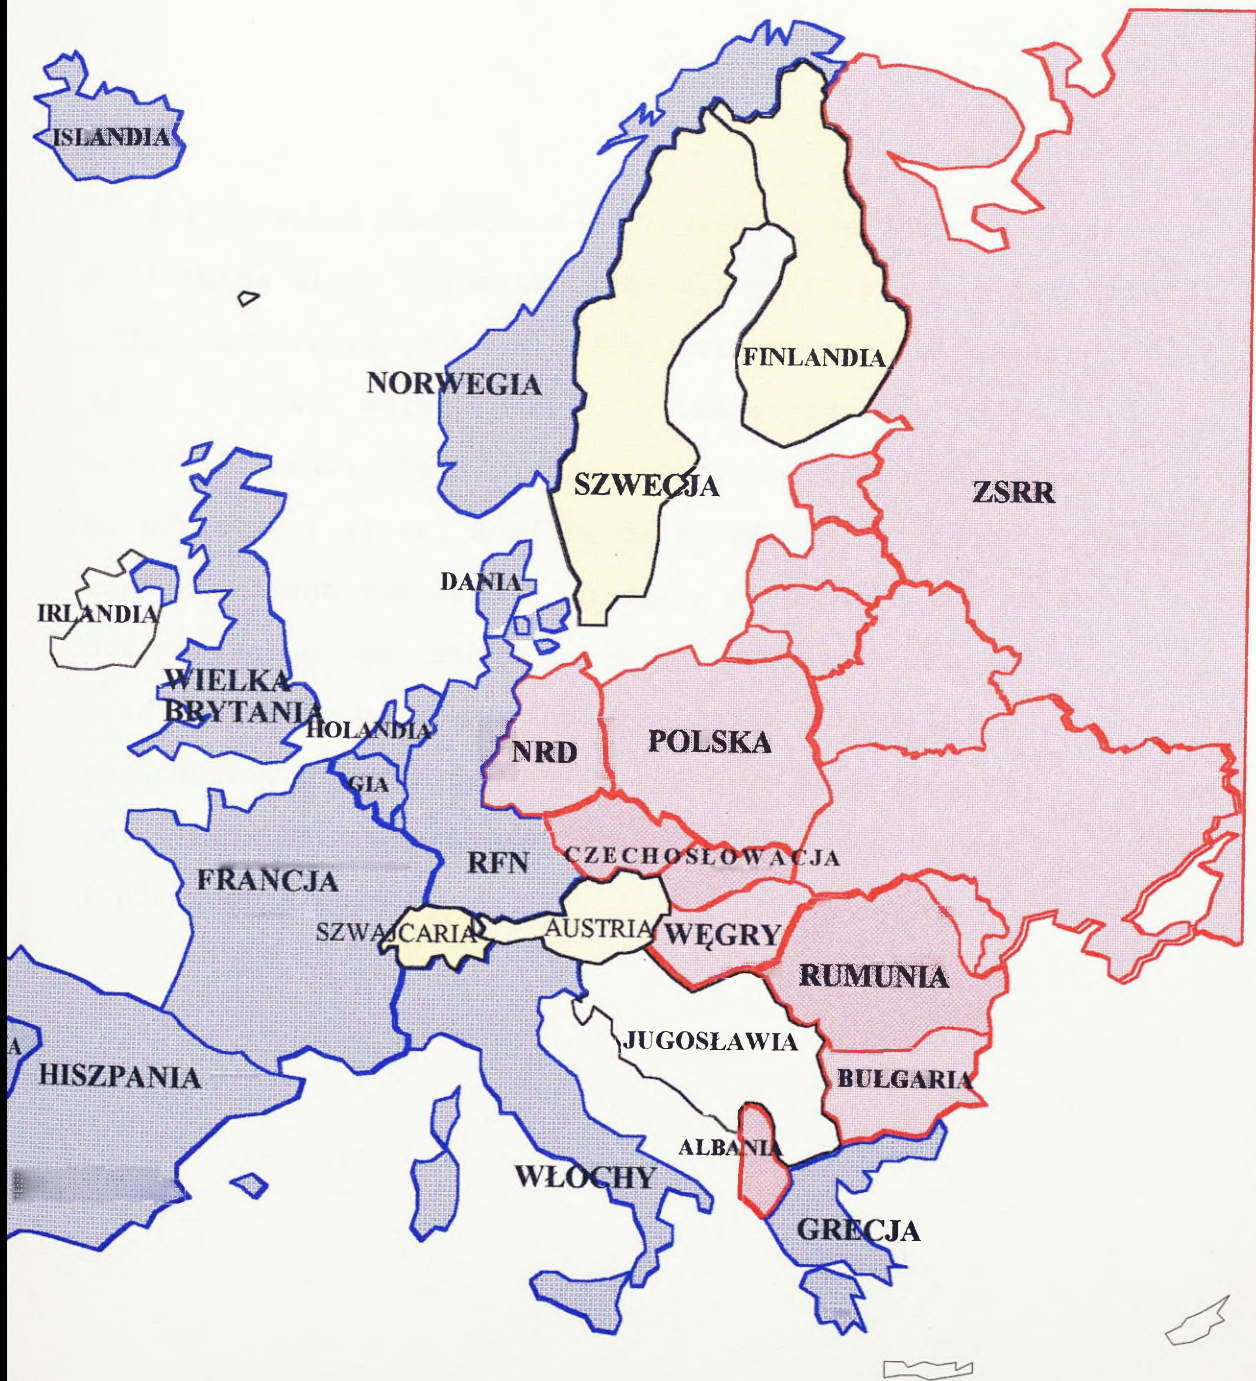 ISLANDIA
FINLANDIA
NORWEGIA
SZWECJA
ZSRR
DANIA
IRLANDIA
WIELKA
BRYTANIA
HOLANDIA
NRD
POLSKA
GIA
CZECHOSŁOWACJA
RFN
FRANCJA
SZWAJCARIA
AUSTRIA
WĘGRY
RUMUNIA
JUGOSŁAWIA
A
HISZPANIA
BUŁGARIA
ALBANIA
WŁOCHY
GRECJA